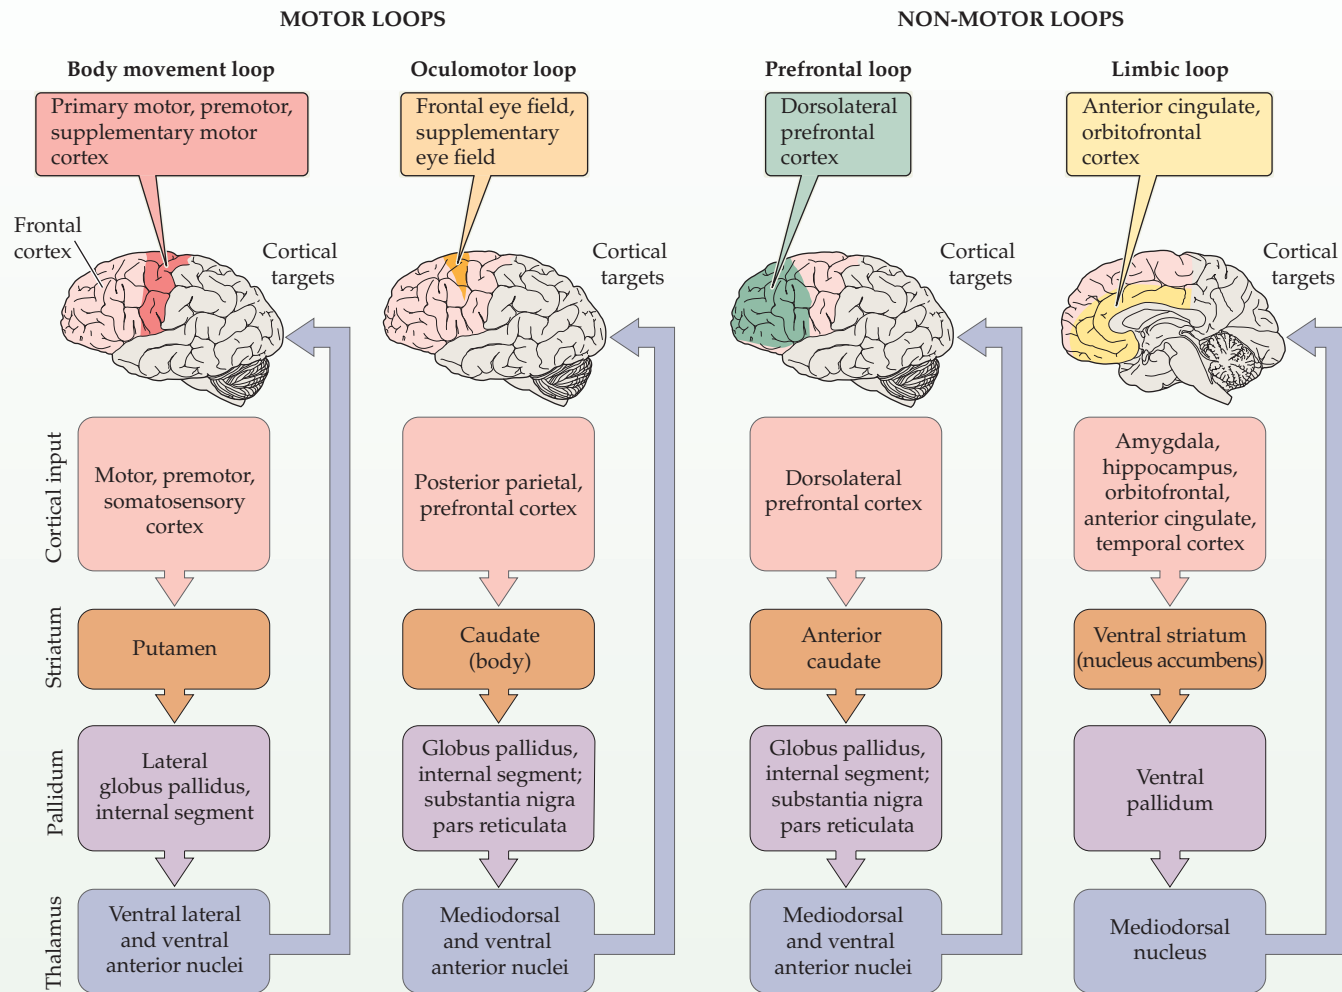 MOTOR LOOPS
NON-MOTOR LOOPS
Body movement loop
Oculomotor loop
Prefrontal loop
Limbic loop
Primary motor, premotor,
supplementary motor
cortex
Frontal eye field,
supplementary
eye field
Dorsolateral
prefrontal
cortex
Anterior cingulate,
orbitofrontal
cortex
Frontal
cortex
Cortical
targets
Cortical
targets
Cortical
targets
Cortical
targets
Cortical input
Motor, premotor,
somatosensory
cortex
Posterior parietal,
prefrontal cortex
Dorsolateral
prefrontal cortex
Amygdala,
hippocampus,
orbitofrontal,
anterior cingulate,
temporal cortex
Striatum
Putamen
Caudate
(body)
Anterior
caudate
Ventral striatum
(nucleus accumbens)
Pallidum
Lateral
globus pallidus,
internal segment
Globus pallidus,
internal segment;
substantia nigra
pars reticulata
Globus pallidus,
internal segment;
substantia nigra
pars reticulata
Ventral
pallidum
Thalamus
Ventral lateral
and ventral
anterior nuclei
Mediodorsal
and ventral
anterior nuclei
Mediodorsal
and ventral
anterior nuclei
Mediodorsal
nucleus